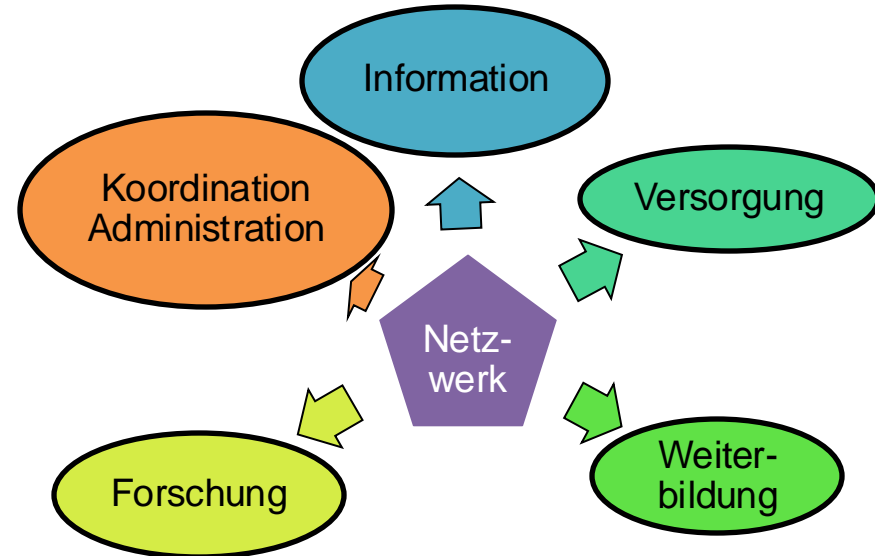 Information
Koordination
Administration
Versorgung
Netz-
werk
Forschung
Weiter-
bildung